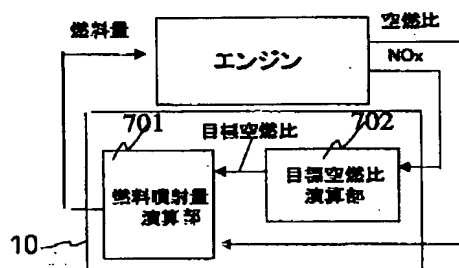 燃料量
空燃比
エンジン
NOx
701
目標空燃比
702
燃料噴射量
演算部
目標空燃比
演算部
10